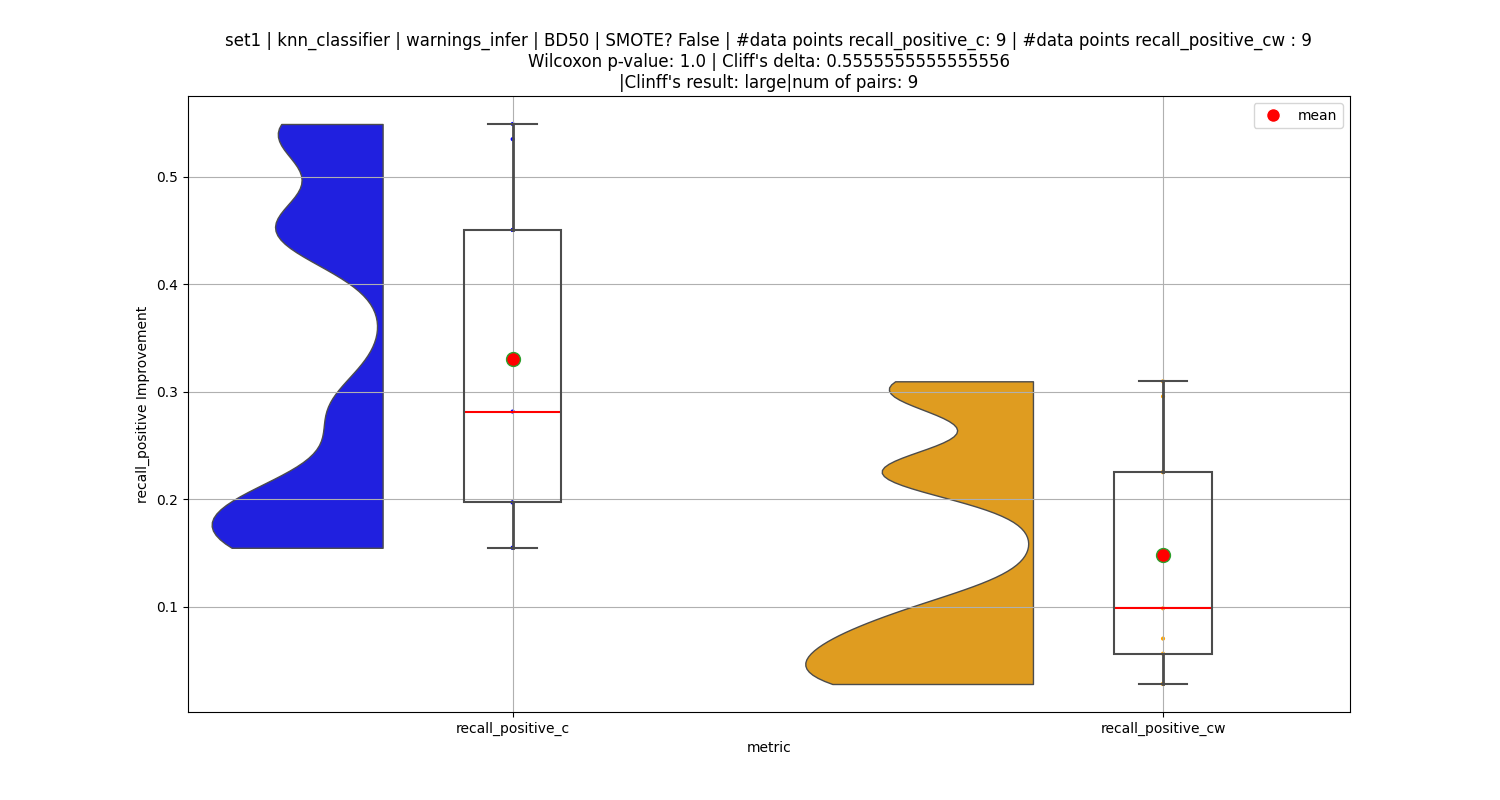 set1 | knn_classifier | warnings_infer | BD50 | SMOTE? False | #data points recall_positive_c: 9 | #data points recall_positive_cw : 9
Wilcoxon p-value: 1.0 | Cliff's delta: 0.5555555555555556
|Clinff's result: large|num of pairs: 9
mean
recall_positive Improvement
0.5
0.4
0.3
0.2
0.1
recall_positive_c
recall_positive_cw
metric